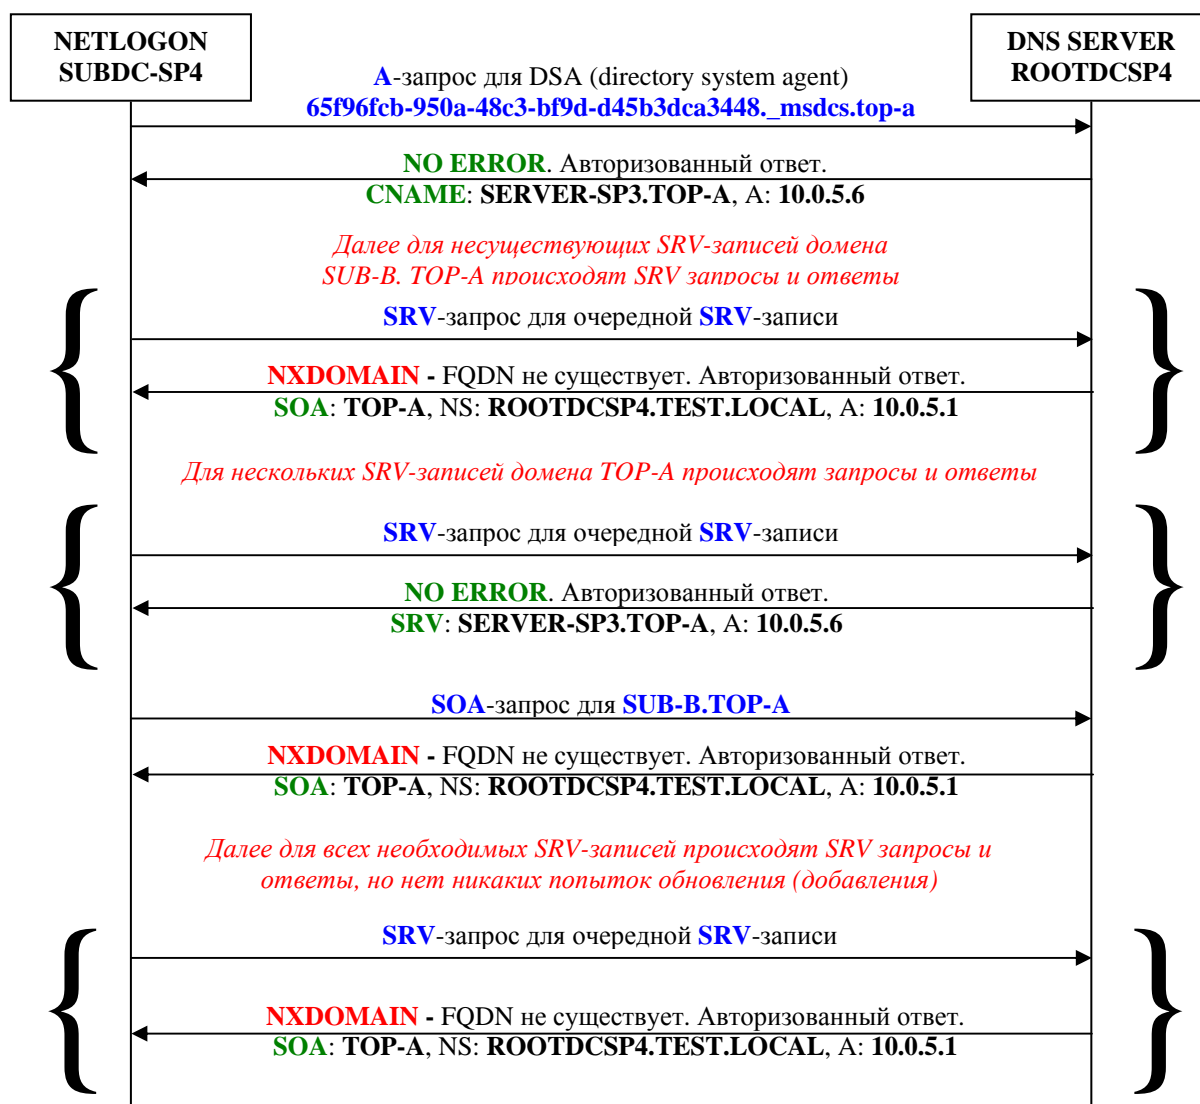 NETLOGON
SUBDC-SP4
DNS SERVER
ROOTDCSP4
A-запрос для DSA (directory system agent)
65f96fcb-950a-48c3-bf9d-d45b3dca3448._msdcs.top-a
NO ERROR. Авторизованный ответ.
CNAME: SERVER-SP3.TOP-A, A: 10.0.5.6
Далее для несуществующих SRV-записей домена
SUB-B. TOP-A происходят SRV запросы и ответы
SRV-запрос для очередной SRV-записи
NXDOMAIN - FQDN не существует. Авторизованный ответ.
SOA: TOP-A, NS: ROOTDCSP4.TEST.LOCAL, A: 10.0.5.1
Для нескольких SRV-записей домена TOP-A происходят запросы и ответы
SRV-запрос для очередной SRV-записи
NO ERROR. Авторизованный ответ.
SRV: SERVER-SP3.TOP-A, A: 10.0.5.6
SOA-запрос для SUB-B.TOP-A
NXDOMAIN - FQDN не существует. Авторизованный ответ.
SOA: TOP-A, NS: ROOTDCSP4.TEST.LOCAL, A: 10.0.5.1
Далее для всех необходимых SRV-записей происходят SRV запросы и
ответы, но нет никаких попыток обновления (добавления)
SRV-запрос для очередной SRV-записи
NXDOMAIN - FQDN не существует. Авторизованный ответ.
SOA: TOP-A, NS: ROOTDCSP4.TEST.LOCAL, A: 10.0.5.1